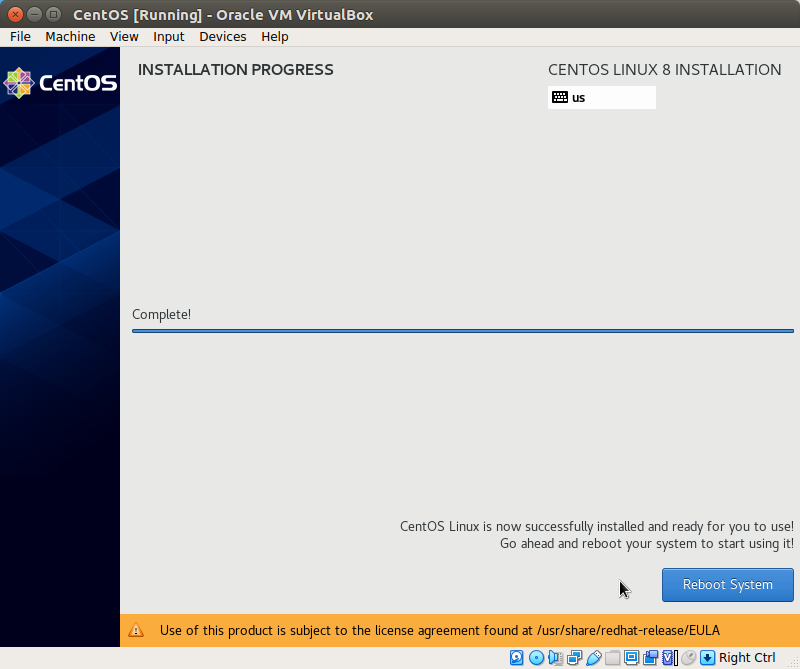 CentOS [Running] - Oracle VM VirtualBox
File Machine View Input Devices Help
CentOS
INSTALLATION PROGRESS
CENTOS LINUX 8 INSTALLATION
us
Complete!
CentOS Linux is now successfully installed and ready for you to use!
Go ahead and reboot your system to start using it!
Reboot System
Use of this product is subject to the license agreement found at /usr/share/redhat-release/EULA
Right Ctrl